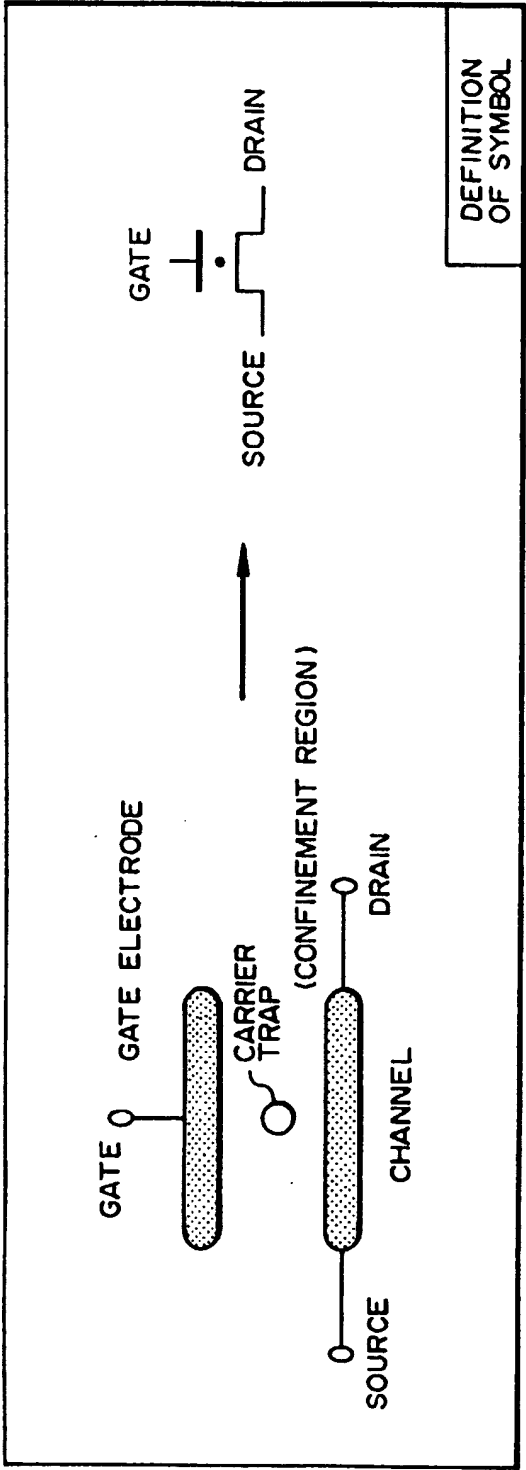 GATE
GATE ELECTRODE
CARRIER
TRAP
(CONFINEMENT REGION)
SOURCE
DRAIN
CHANNEL
GATE
SOURCE
DRAIN
DEFINITION
OF SYMBOL